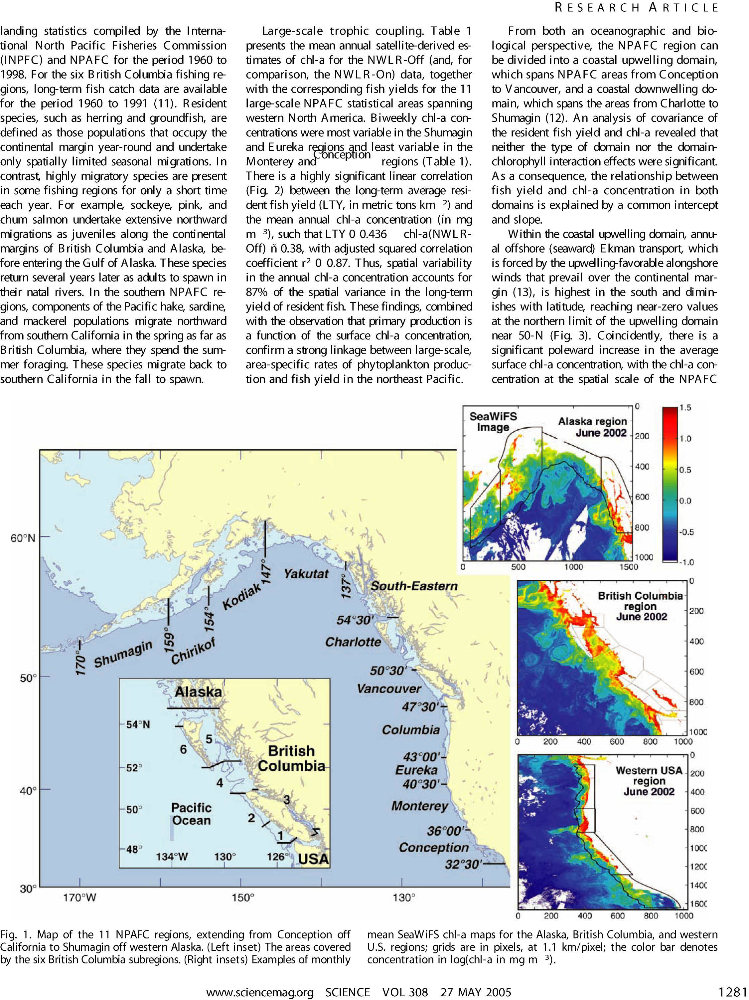 RESEARCH ARTICLE
landing statistics compiled by the Interna-
tional North Pacific Fisheries Commission
(INPFC) and NPAFC for the period 1960 to
1998. For the six British Columbia fishing re-
gions, long-term fish catch data are available
for the period 1960 to 1991 (11). Resident
species, such as herring and groundfish, are
defined as those populations that occupy the
continental margin year-round and undertake
only spatially limited seasonal migrations. In
contrast, highly migratory species are present
in some fishing regions for only a short time
each year. For example, sockeye, pink, and
chum salmon undertake extensive northward
migrations as juveniles along the continental
margins of British Columbia and Alaska, be-
fore entering the Gulf of Alaska. These species
return several years later as adults to spawn in
their natal rivers. In the southern NPAFC re-
gions, components of the Pacific hake, sardine,
and mackerel populations migrate northward
from southern California in the spring as far as
British Columbia, where they spend the sum-
mer foraging. These species migrate back to
southern California in the fall to spawn.
Large-scale trophic coupling. Table 1
presents the mean annual satellite-derived es-
timates of chl-a for the NWLR-Off (and, for
comparison, the NWLR-On) data, together
with the corresponding fish yields for the 11
large-scale NPAFC statistical areas spanning
western North America. Biweekly chl-a con-
centrations were most variable in the Shumagin
and Eureka regions and least variable in the
Monterey and Conception regions (Table 1).
There is a highly significant linear correlation
(Fig. 2) between the long-term average resi-
dent fish yield (LTY, in metric tons km 2) and
the mean annual chl-a concentration (in mg
m 3), such that LTY 0 0.436 chl-a(NWLR-
Off) ñ 0.38, with adjusted squared correlation
coefficient r2 0 0.87. Thus, spatial variability
in the annual chl-a concentration accounts for
87% of the spatial variance in the long-term
yield of resident fish. These findings, combined
with the observation that primary production is
a function of the surface chl-a concentration,
confirm a strong linkage between large-scale,
area-specific rates of phytoplankton produc-
tion and fish yield in the northeast Pacific.
From both an oceanographic and bio-
logical perspective, the NPAFC region can
be divided into a coastal upwelling domain,
which spans NPAFC areas from Conception
to Vancouver, and a coastal downwelling do-
main, which spans the areas from Charlotte to
Shumagin (12). An analysis of covariance of
the resident fish yield and chl-a revealed that
neither the type of domain nor the domain-
chlorophyll interaction effects were significant.
As a consequence, the relationship between
fish yield and chl-a concentration in both
domains is explained by a common intercept
and slope.
Within the coastal upwelling domain, annu-
al offshore (seaward) Ekman transport, which
is forced by the upwelling-favorable alongshore
winds that prevail over the continental mar-
gin (13), is highest in the south and dimin-
ishes with latitude, reaching near-zero values
at the northern limit of the upwelling domain
near 50-N (Fig. 3). Coincidently, there is a
significant poleward increase in the average
surface chl-a concentration, with the chl-a con-
centration at the spatial scale of the NPAFC
60°N
50°
40°
30°
170°W
150°
130°
170°
Shumagin
159°
Chirikof
154°
Kodiak
147°
Yakutat
137°
South-Eastern
54°30'
Charlotte
50°30'
Vancouver
47°30'
Columbia
43°00'
Eureka
40°30'
Monterey
36°00'
Conception
32°30'
Alaska
54°N
52°
50°
48°
6
5
4
3
2
1
British
Columbia
Pacific
Ocean
134°W
130°
126°
USA
SeaWiFS
Image
Alaska region
June 2002
0
200
400
600
800
1000
0
500
1000
1500
1.5
1.0
0.5
0.0
-0.5
-1.0
British Columbia
region
June 2002
0
200
400
600
800
1000
0
200
400
600
800
1000
Western USA
region
June 2002
0
200
400
600
800
1000
1200
1400
1600
0
200
400
600
800
1000
Fig. 1. Map of the 11 NPAFC regions, extending from Conception off
California to Shumagin off western Alaska. (Left inset) The areas covered
by the six British Columbia subregions. (Right insets) Examples of monthly
mean SeaWiFS chl-a maps for the Alaska, British Columbia, and western
U.S. regions; grids are in pixels, at 1.1 km/pixel; the color bar denotes
concentration in log(chl-a in mg m 3).
www.sciencemag.org SCIENCE VOL 308 27 MAY 2005
1281